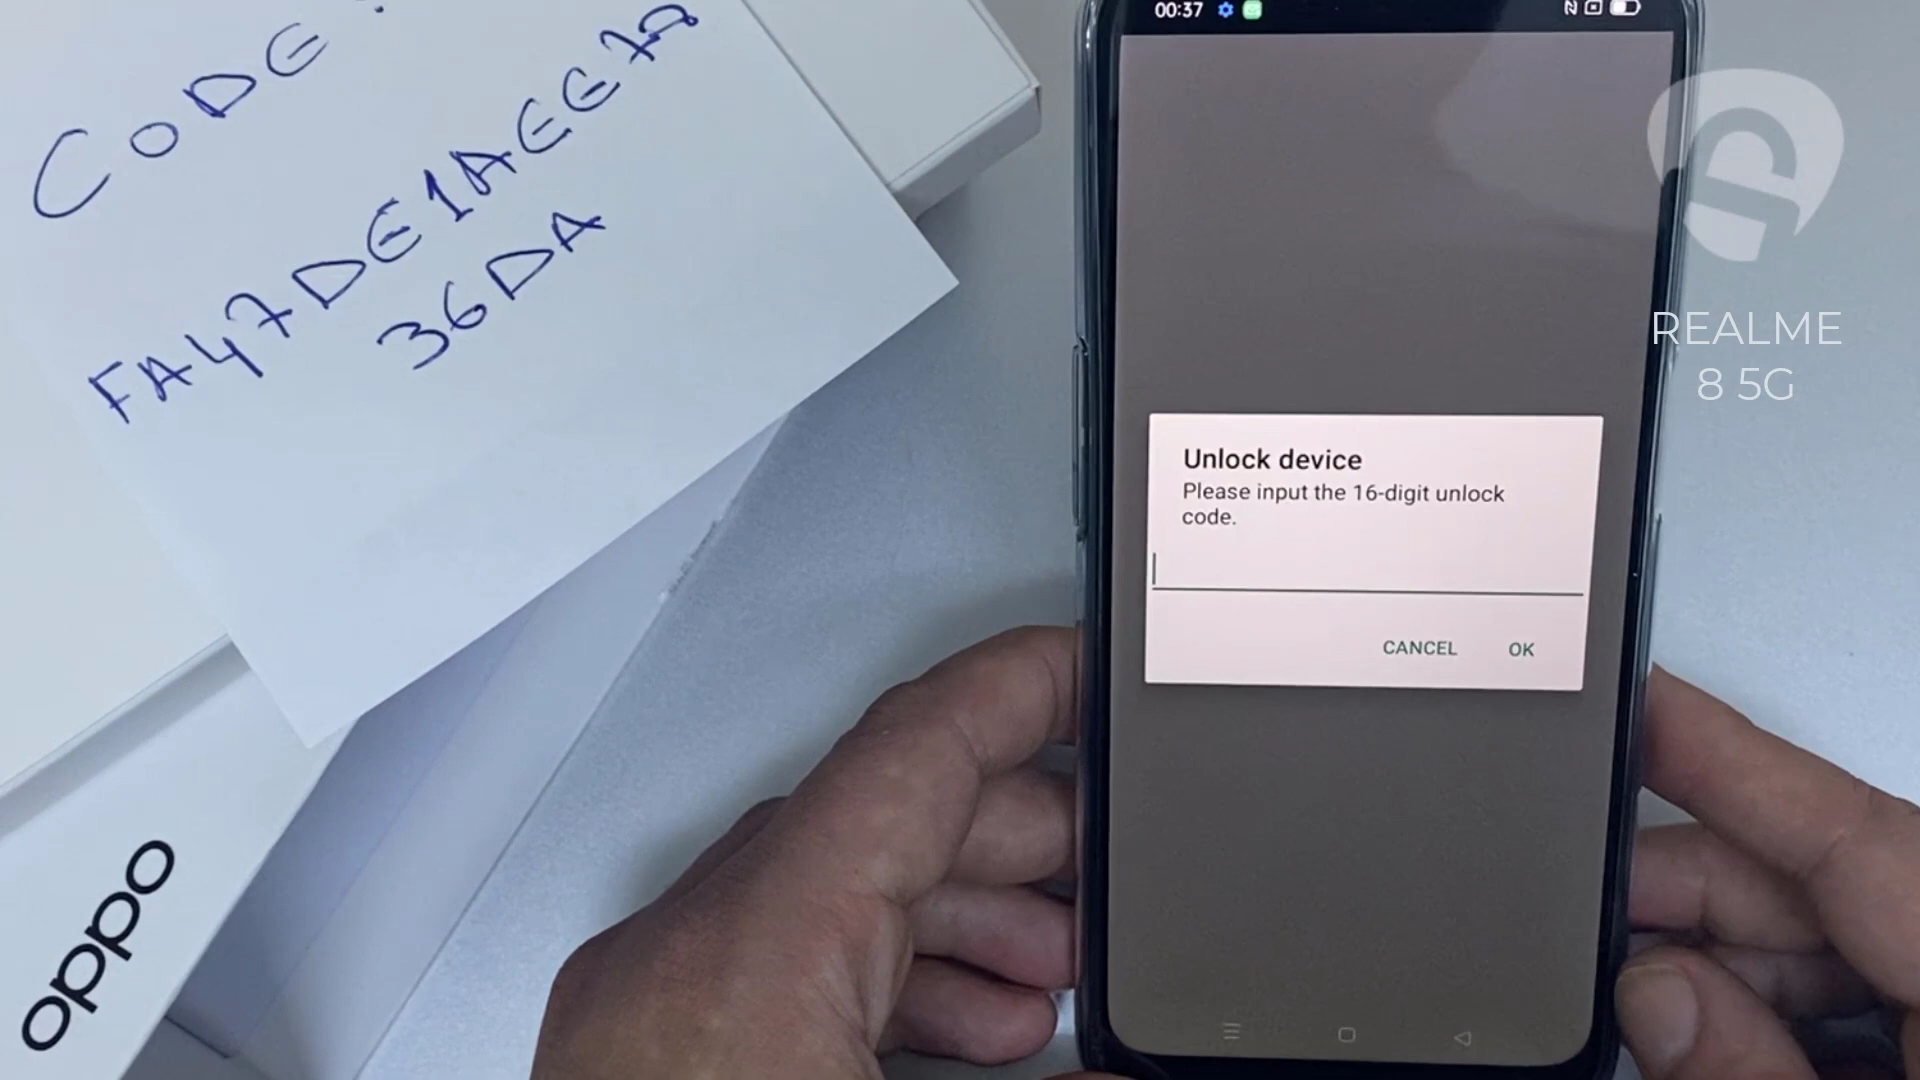 CODE:
FA47DE1AEE72
36DA
oppo
00:37
Unlock device
Please input the 16-digit unlock
code.
CANCEL OK
REALME
8 5G